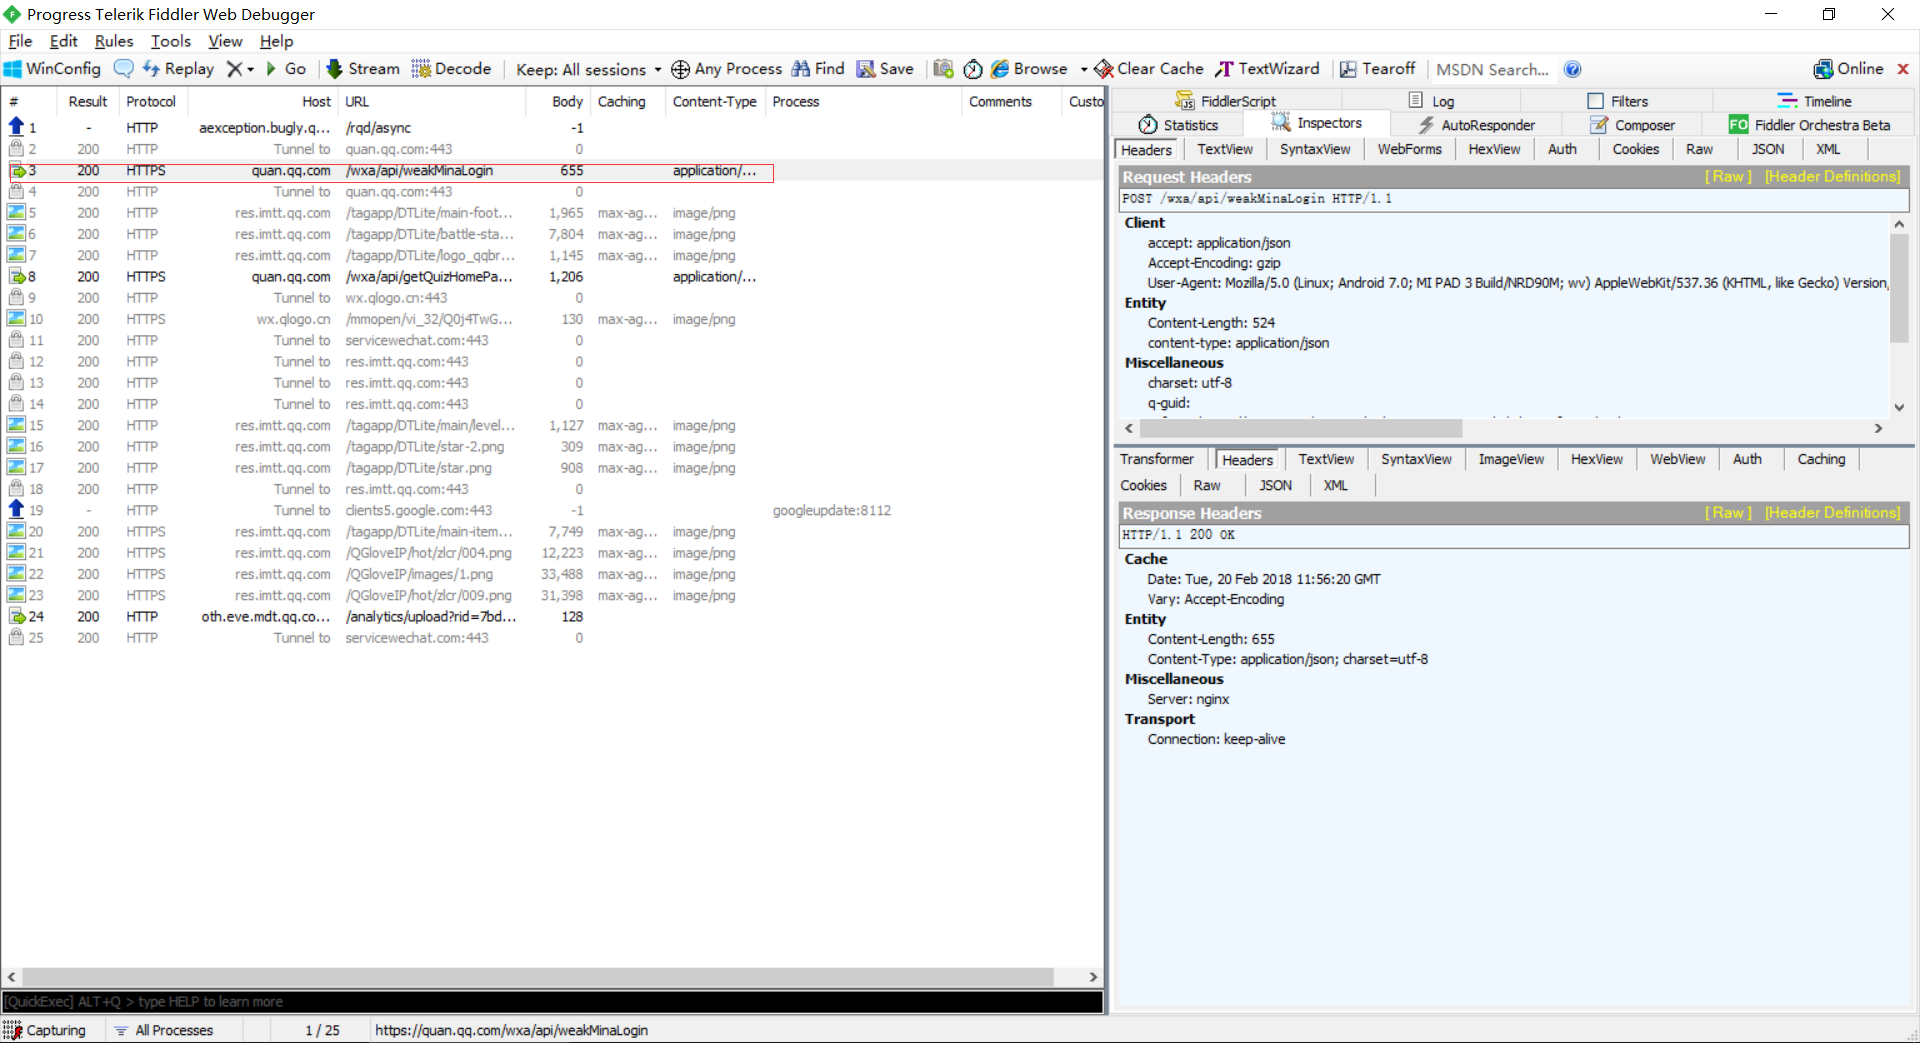 Progress Telerik Fiddler Web Debugger
File Edit Rules Tools View Help
WinConfig Replay Go Stream Decode Keep: All sessions Any Process Find Save Browse Clear Cache TextWizard Tearoff MSDN Search... Online
# Result Protocol Host URL Body Caching Content-Type Process Comments Custo
1 - HTTP aexception.bugly.q... /rqd/async -1
2 200 HTTP Tunnel to quan.qq.com:443 0
3 200 HTTPS quan.qq.com /wxa/api/weakMinaLogin 655 application/...
4 200 HTTP Tunnel to quan.qq.com:443 0
5 200 HTTP res.imtt.qq.com /tagapp/DTLite/main-foot... 1,965 max-ag... image/png
6 200 HTTP res.imtt.qq.com /tagapp/DTLite/battle-sta... 7,804 max-ag... image/png
7 200 HTTP res.imtt.qq.com /tagapp/DTLite/logo_qqbr... 1,145 max-ag... image/png
8 200 HTTPS quan.qq.com /wxa/api/getQuizHomePa... 1,206 application/...
9 200 HTTP Tunnel to wx.qlogo.cn:443 0
10 200 HTTPS wx.qlogo.cn /mmopen/vi_32/Q0j4TwG... 130 max-ag... image/png
11 200 HTTP Tunnel to servicewechat.com:443 0
12 200 HTTP Tunnel to res.imtt.qq.com:443 0
13 200 HTTP Tunnel to res.imtt.qq.com:443 0
14 200 HTTP Tunnel to res.imtt.qq.com:443 0
15 200 HTTP res.imtt.qq.com /tagapp/DTLite/main/level... 1,127 max-ag... image/png
16 200 HTTP res.imtt.qq.com /tagapp/DTLite/star-2.png 309 max-ag... image/png
17 200 HTTP res.imtt.qq.com /tagapp/DTLite/star.png 908 max-ag... image/png
18 200 HTTP Tunnel to res.imtt.qq.com:443 0
19 - HTTP Tunnel to clients5.google.com:443 -1 googleupdate:8112
20 200 HTTPS res.imtt.qq.com /tagapp/DTLite/main-item... 7,749 max-ag... image/png
21 200 HTTPS res.imtt.qq.com /QGloveIP/hot/zlcr/004.png 12,223 max-ag... image/png
22 200 HTTPS res.imtt.qq.com /QGloveIP/images/1.png 33,488 max-ag... image/png
23 200 HTTPS res.imtt.qq.com /QGloveIP/hot/zlcr/009.png 31,398 max-ag... image/png
24 200 HTTP oth.eve.mdt.qq.co... /analytics/upload?rid=7bd... 128
25 200 HTTP Tunnel to servicewechat.com:443 0
[QuickExec] ALT+Q > type HELP to learn more
Capturing All Processes 1 / 25 https://quan.qq.com/wxa/api/weakMinaLogin
FiddlerScript Log Filters Timeline
Statistics Inspectors AutoResponder Composer FO Fiddler Orchestra Beta
Headers TextView SyntaxView WebForms HexView Auth Cookies Raw JSON XML
Request Headers [ Raw ] [Header Definitions]
POST /wxa/api/weakMinaLogin HTTP/1.1
Client
accept: application/json
Accept-Encoding: gzip
User-Agent: Mozilla/5.0 (Linux; Android 7.0; MI PAD 3 Build/NRD90M; wv) AppleWebKit/537.36 (KHTML, like Gecko) Version,
Entity
Content-Length: 524
content-type: application/json
Miscellaneous
charset: utf-8
q-guid:
Transformer Headers TextView SyntaxView ImageView HexView WebView Auth Caching
Cookies Raw JSON XML
Response Headers [ Raw ] [Header Definitions]
HTTP/1.1 200 OK
Cache
Date: Tue, 20 Feb 2018 11:56:20 GMT
Vary: Accept-Encoding
Entity
Content-Length: 655
Content-Type: application/json; charset=utf-8
Miscellaneous
Server: nginx
Transport
Connection: keep-alive